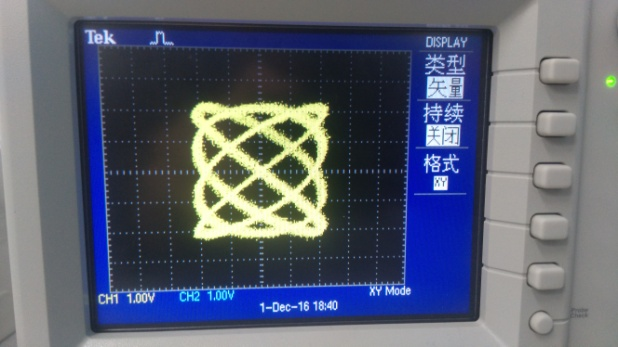 Tek
DISPLAY
类型
矢量
持续
关闭
格式
XY
CH1 1.00V
CH2 1.00V
XY Mode
1-Dec-16 18:40